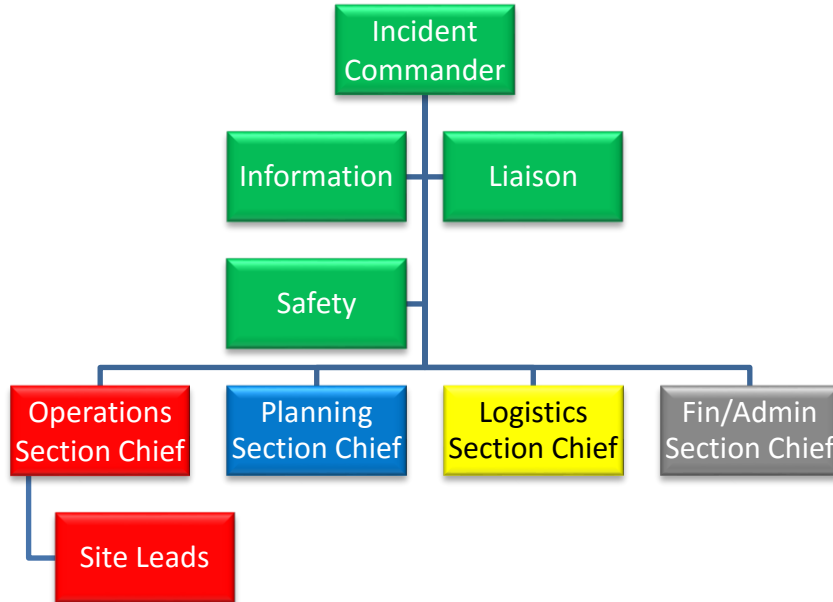 Incident
Commander
Information
Liaison
Safety
Operations
Section Chief
Planning
Section Chief
Logistics
Section Chief
Fin/Admin
Section Chief
Site Leads